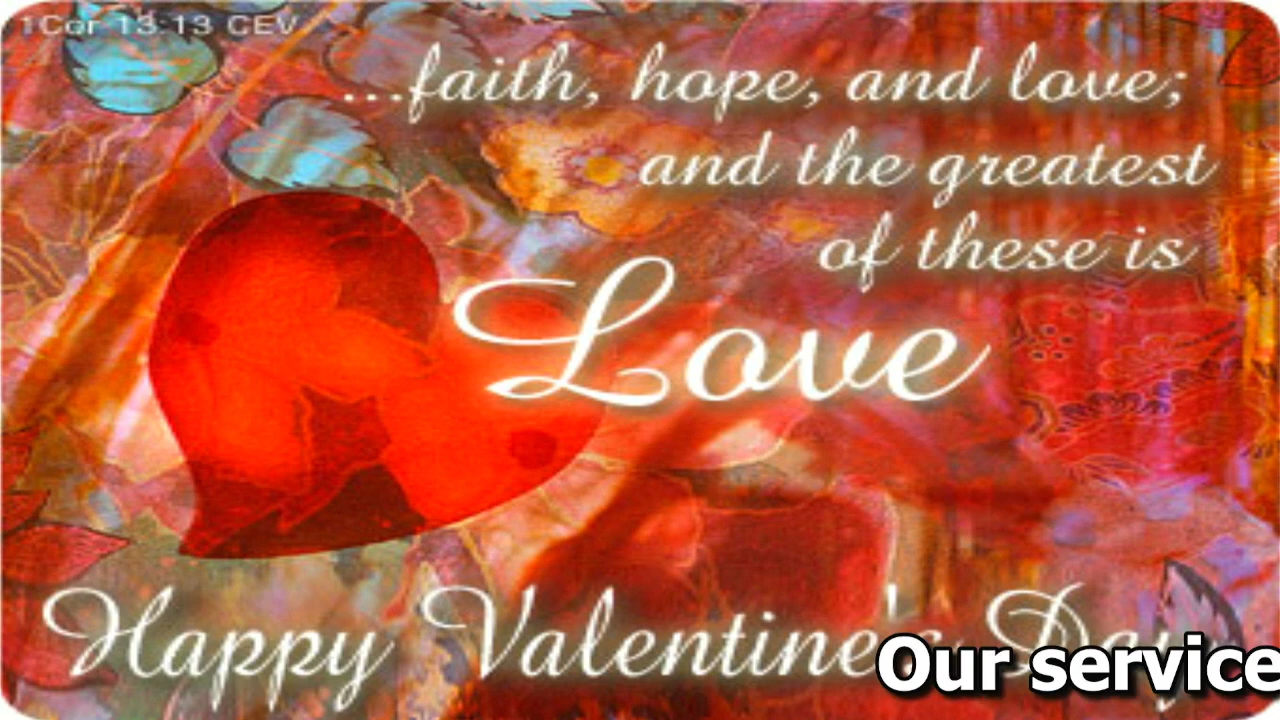 1Cor 13:13 CEV
...faith, hope, and love;
and the greatest
of these is
Love
Happy Valentine's Day
Our service